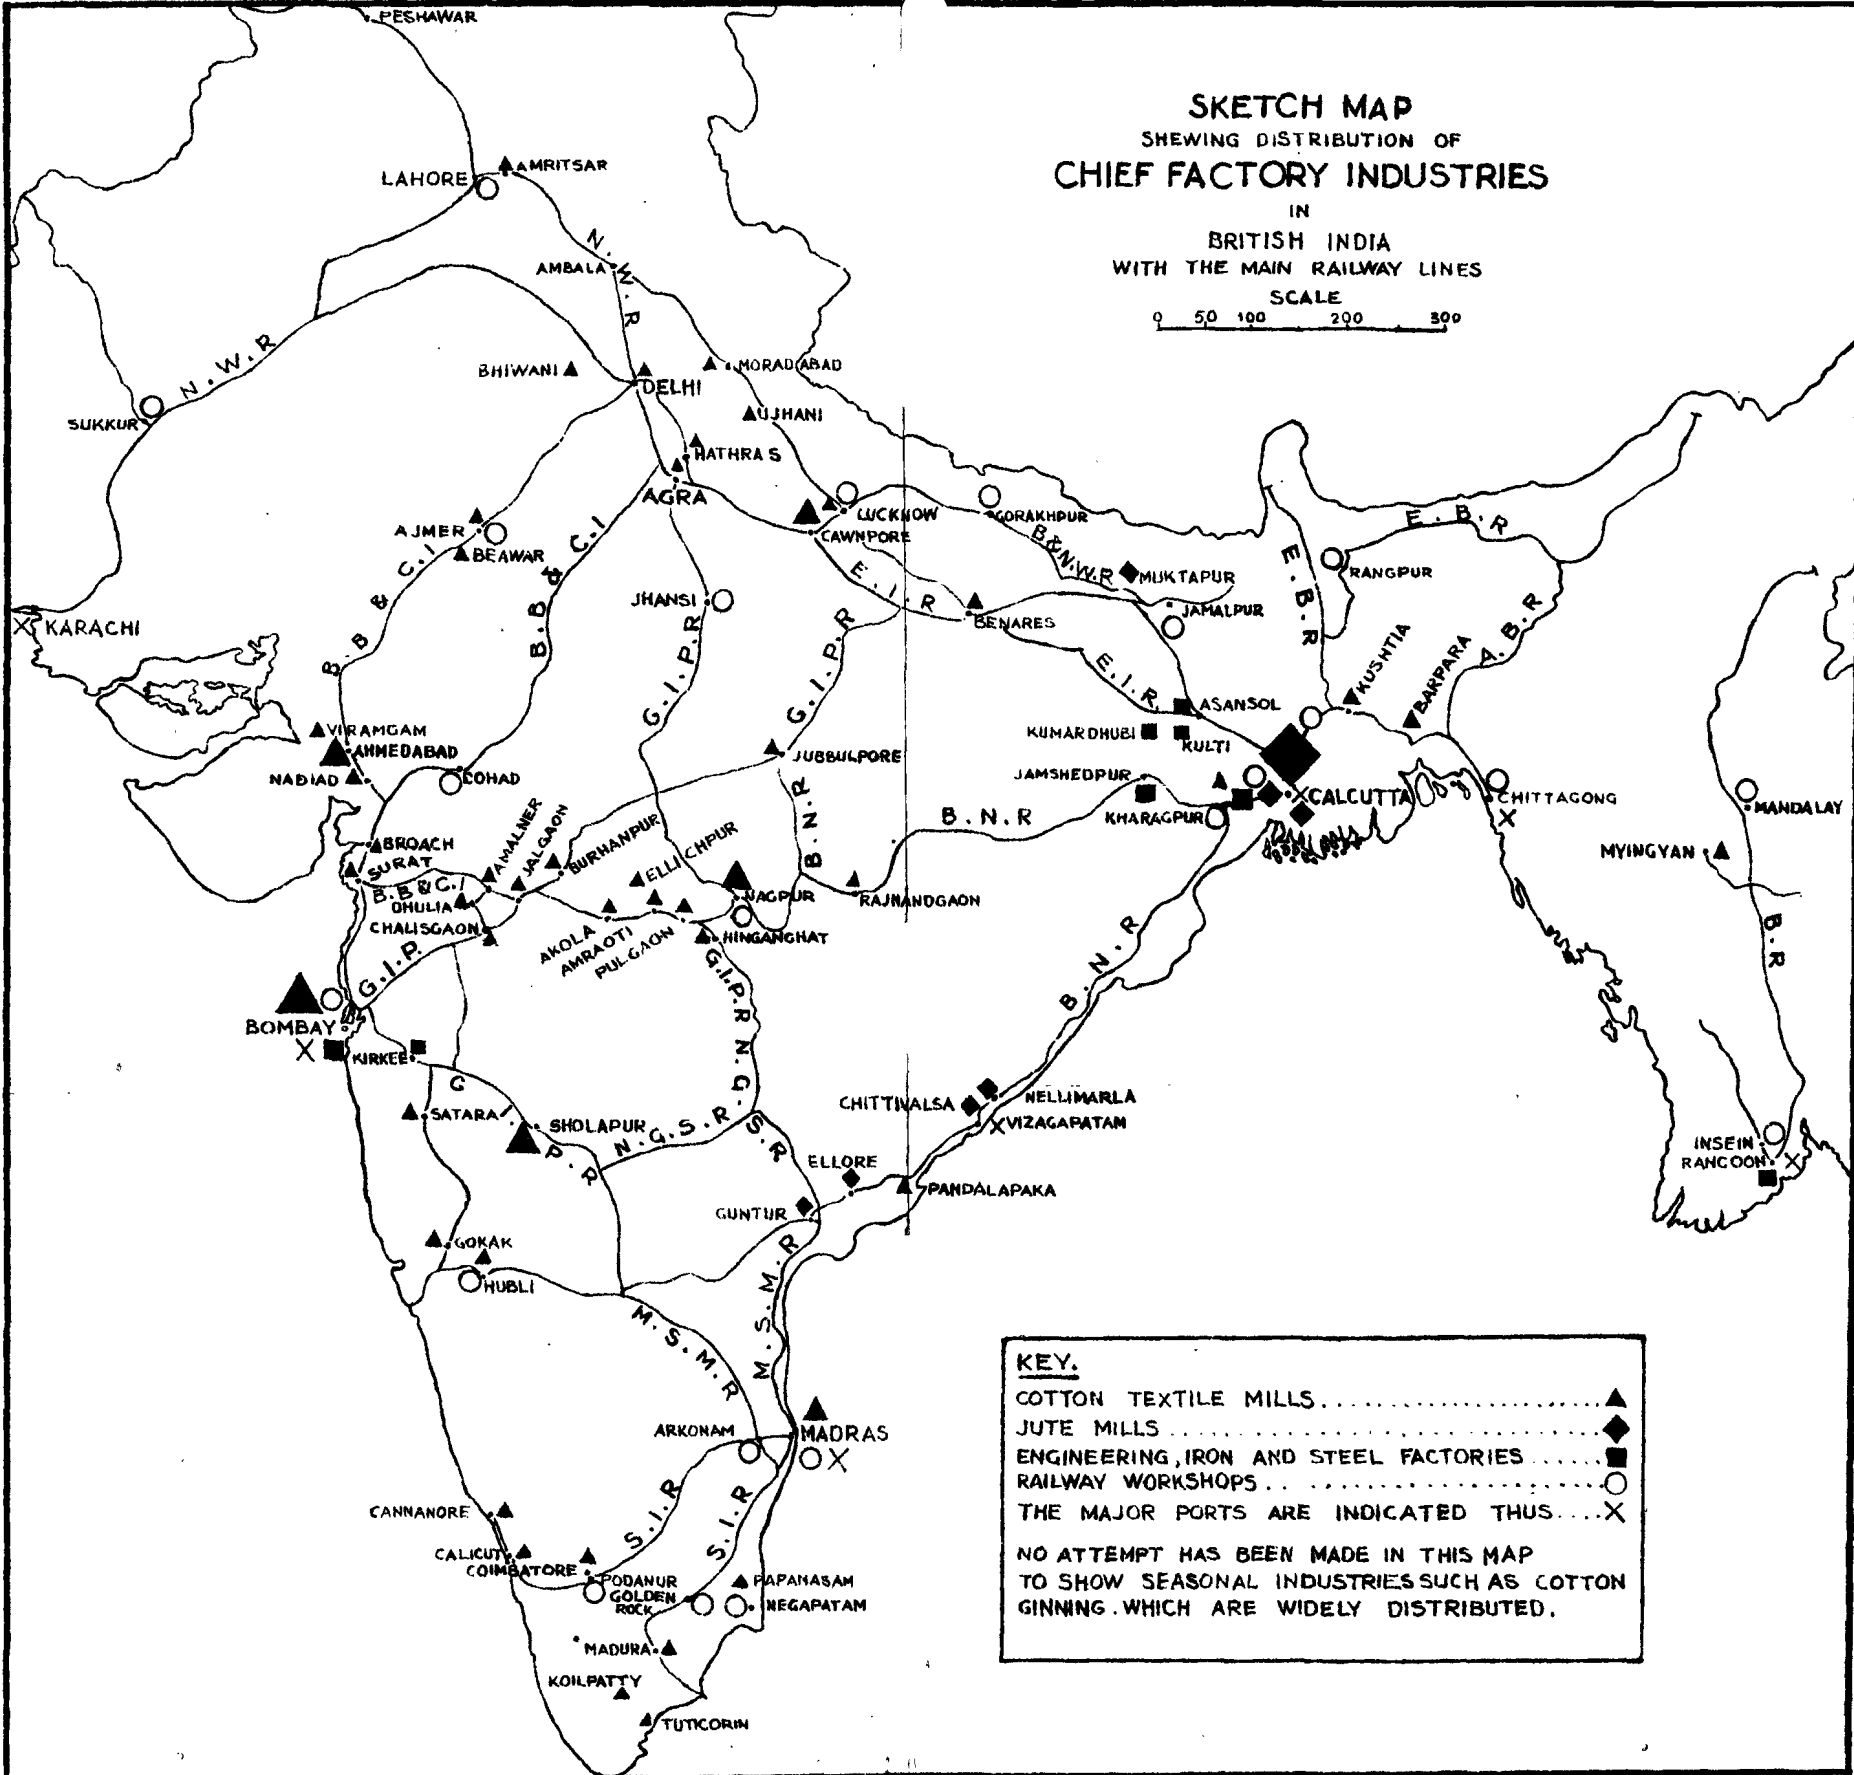 SKETCH MAP
SHEWING DISTRIBUTION OF
CHIEF FACTORY INDUSTRIES
IN
BRITISH INDIA
WITH THE MAIN RAILWAY LINES
SCALE
0 50 100 200 300
PESHAWAR
LAHORE
AMRITSAR
N.W.R
AMBALA
N.W.R
BHIWANI
DELHI
MORADABAD
SUKKUR
UJHANI
HATHRAS
AGRA
LUCKNOW
CAWNPORE
GORAKHPUR
E.B.R
AJMER
BEAWAR
B.B & C.I
B.B & C.I
B&N.W.R
MUKTAPUR
E.B.R
RANGPUR
KARACHI
JHANSI
E.I.R
BENARES
JAMALPUR
G.I.P.R
G.I.P.R
E.I.R
KUSHTIA
BARPARA
A.B.R
VIRAMGAM
AHMEDABAD
NADIAD
DOHAD
JUBBULPORE
ASANSOL
KUMARDHUBI
KULTI
JAMSHEDPUR
KHARAGPUR
CALCUTTA
CHITTAGONG
MANDALAY
MYINGYAN
B.R
B.N.R
B.N.R
BROACH
SURAT
B.B&C.I
AMALNER
JALGAON
BURHANPUR
ELLICHPUR
DHULIA
CHALISGAON
NAGPUR
RAJNANDGAON
AKOLA
AMRAOTI
PULGAON
HINGANGHAT
G.I.P.
G.I.P.R
B.N.R
BOMBAY
KIRKEE
G.I.P.R
N.G.S.R
SATARA
SHOLAPUR
N.G.S.R
CHITTIVALSA
NELLIMARLA
VIZAGAPATAM
INSEIN
RANGOON
ELLORE
PANDALAPAKA
GUNTUR
GOKAK
HUBLI
M.S.M.R
M.S.M.R
ARKONAM
MADRAS
S.I.R
S.I.R
CANNANORE
CALICUT
COIMBATORE
PODANUR
GOLDEN
ROCK
PAPANASAM
NEGAPATAM
MADURA
KOILPATTY
TUTICORIN
KEY.
COTTON TEXTILE MILLS
JUTE MILLS
ENGINEERING, IRON AND STEEL FACTORIES
RAILWAY WORKSHOPS
THE MAJOR PORTS ARE INDICATED THUS....X
NO ATTEMPT HAS BEEN MADE IN THIS MAP
TO SHOW SEASONAL INDUSTRIES SUCH AS COTTON
GINNING. WHICH ARE WIDELY DISTRIBUTED.